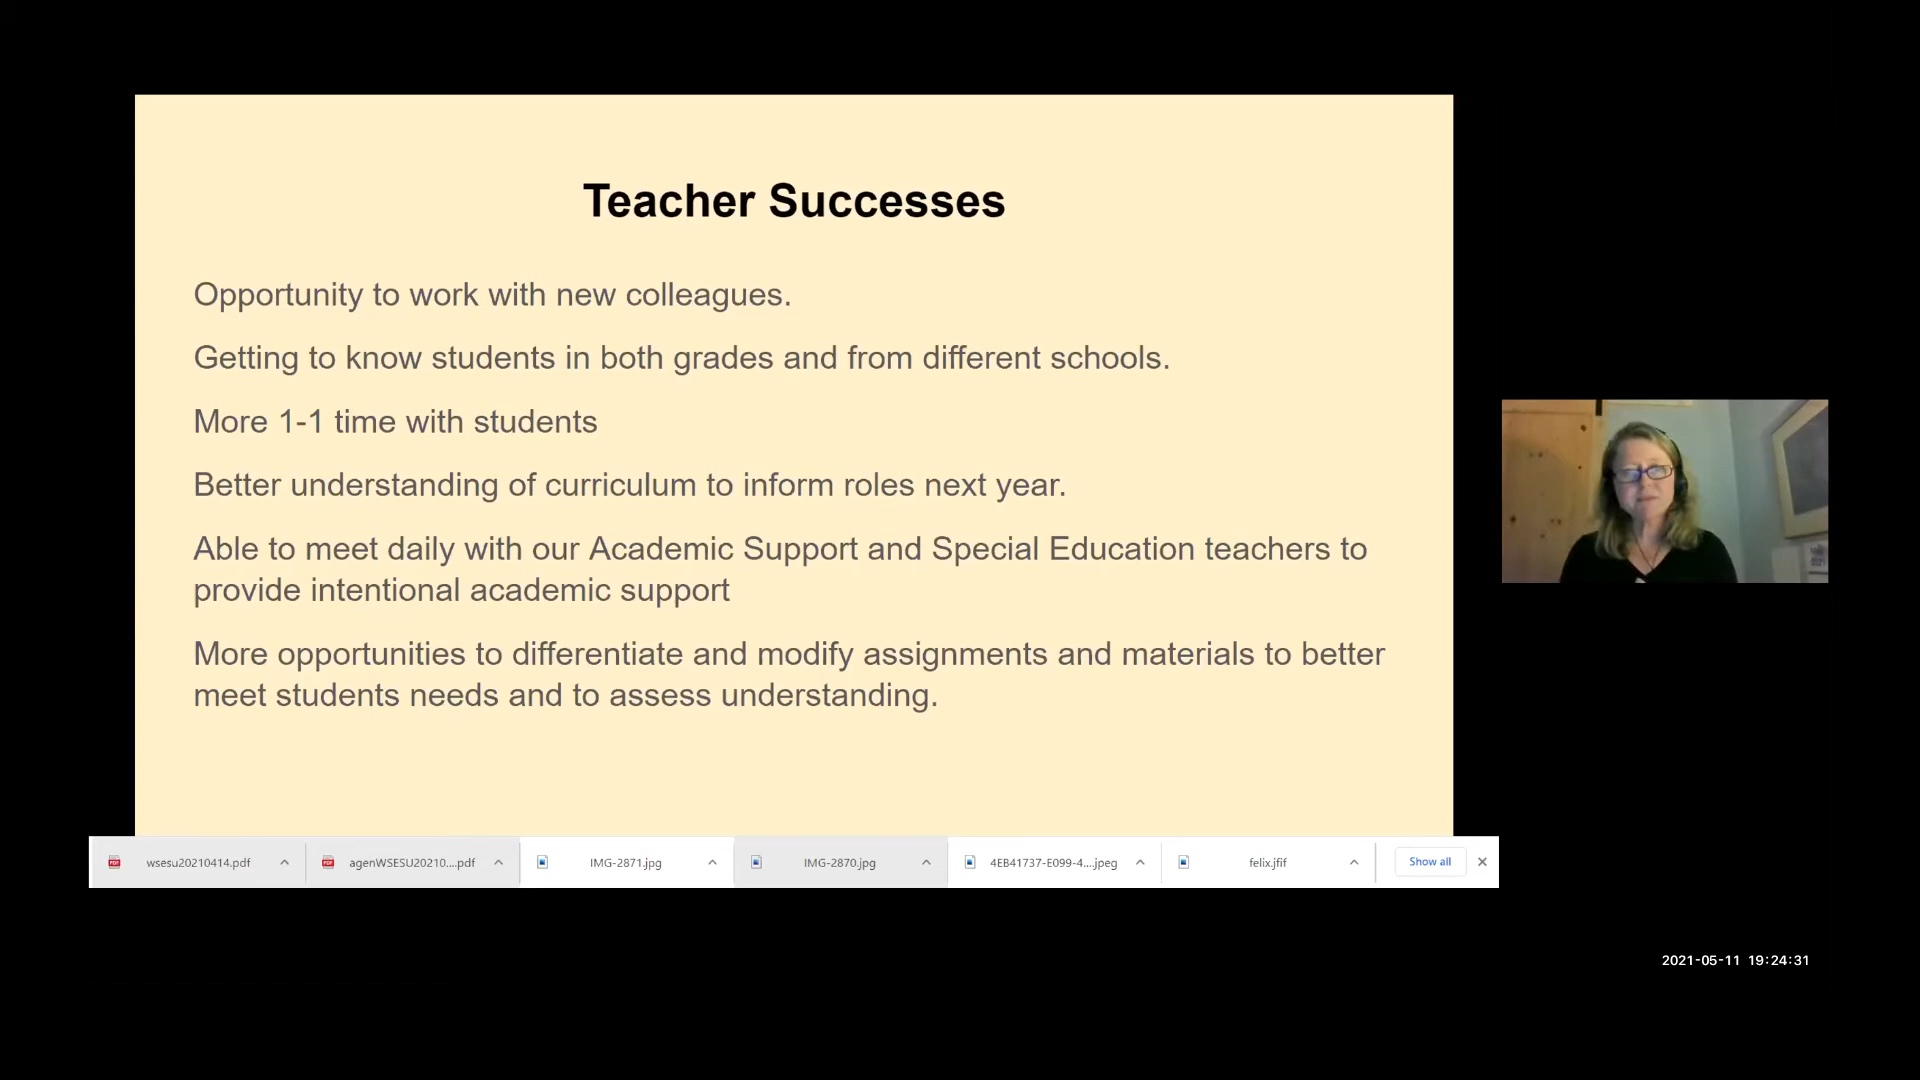 Teacher Successes
Opportunity to work with new colleagues.
Getting to know students in both grades and from different schools.
More 1-1 time with students
Better understanding of curriculum to inform roles next year.
Able to meet daily with our Academic Support and Special Education teachers to
provide intentional academic support
More opportunities to differentiate and modify assignments and materials to better
meet students needs and to assess understanding.
wsesu20210414.pdf
agenWSESU20210....pdf
IMG-2871.jpg
IMG-2870.jpg
4EB41737-E099-4....jpeg
felix.jfif
Show all
2021-05-11 19:24:31